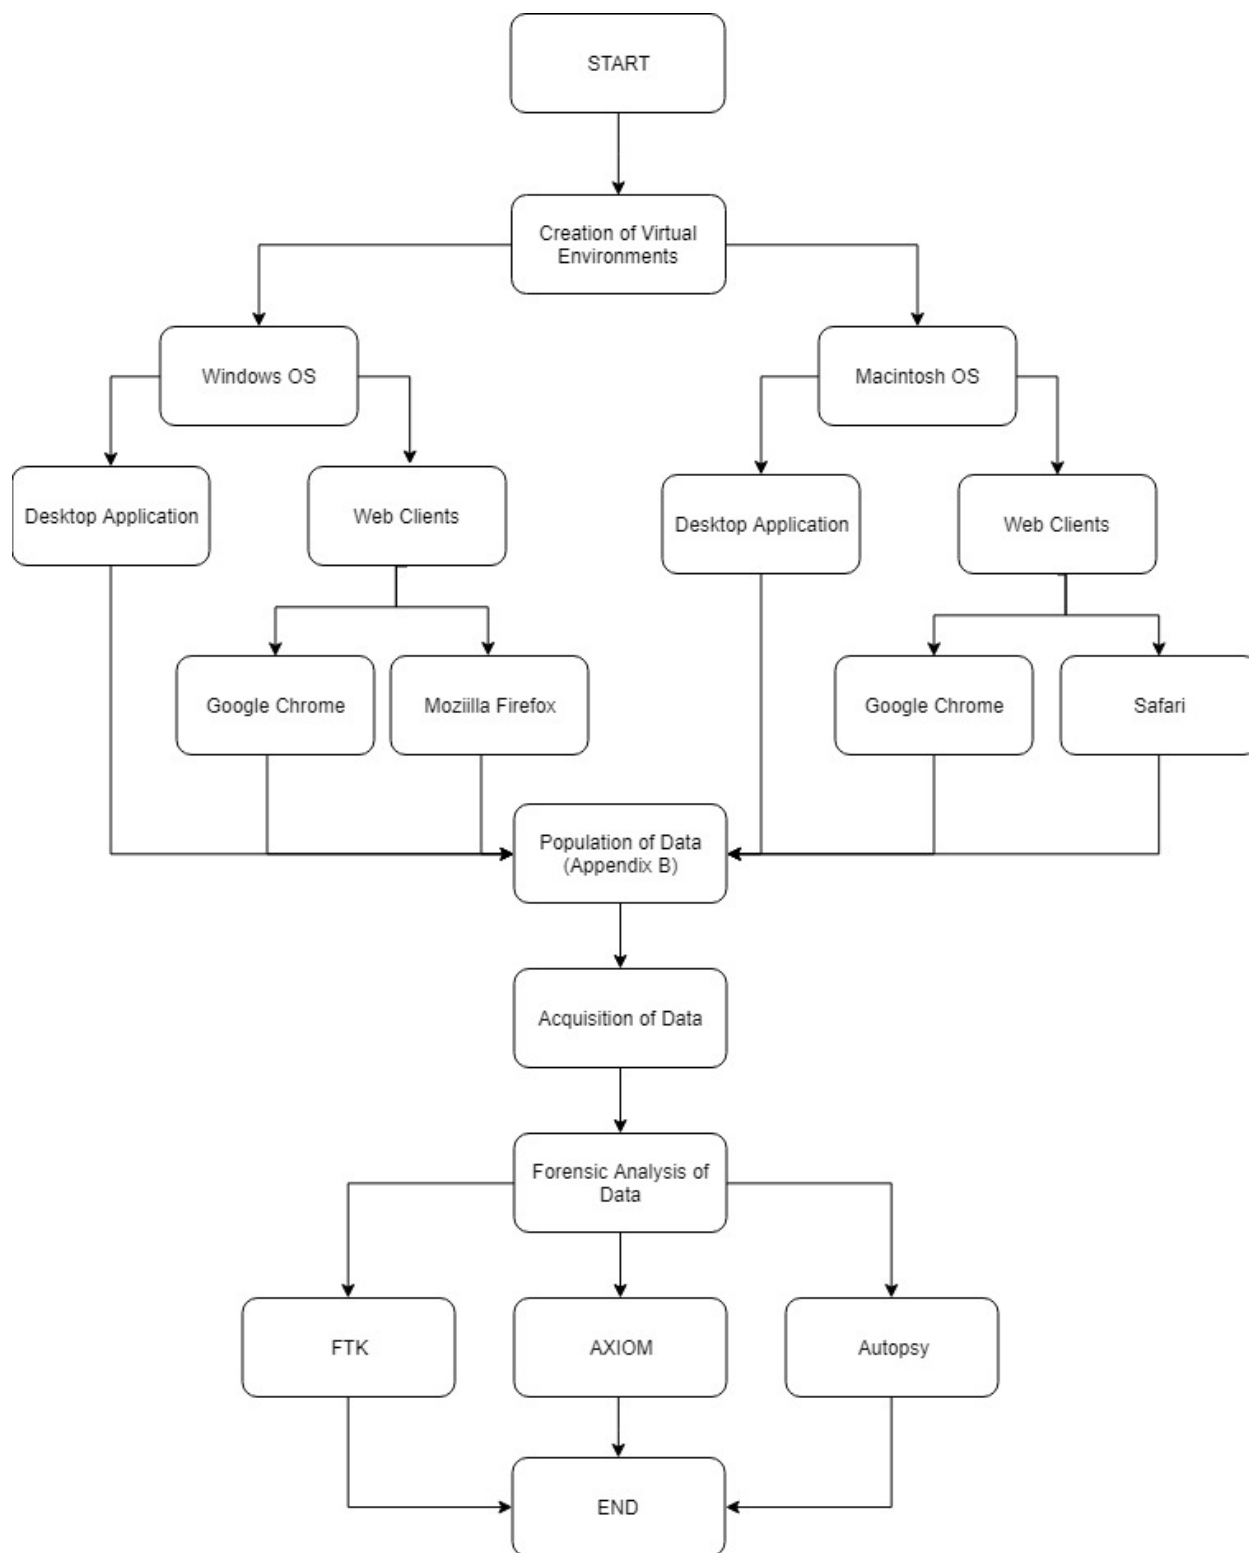 START
Creation of Virtual
Environments
Windows OS
Macintosh OS
Desktop Application
Web Clients
Desktop Application
Web Clients
Google Chrome
Moziilla Firefox
Google Chrome
Safari
Population of Data
(Appendix B)
Acquisition of Data
Forensic Analysis of
Data
FTK
AXIOM
Autopsy
END